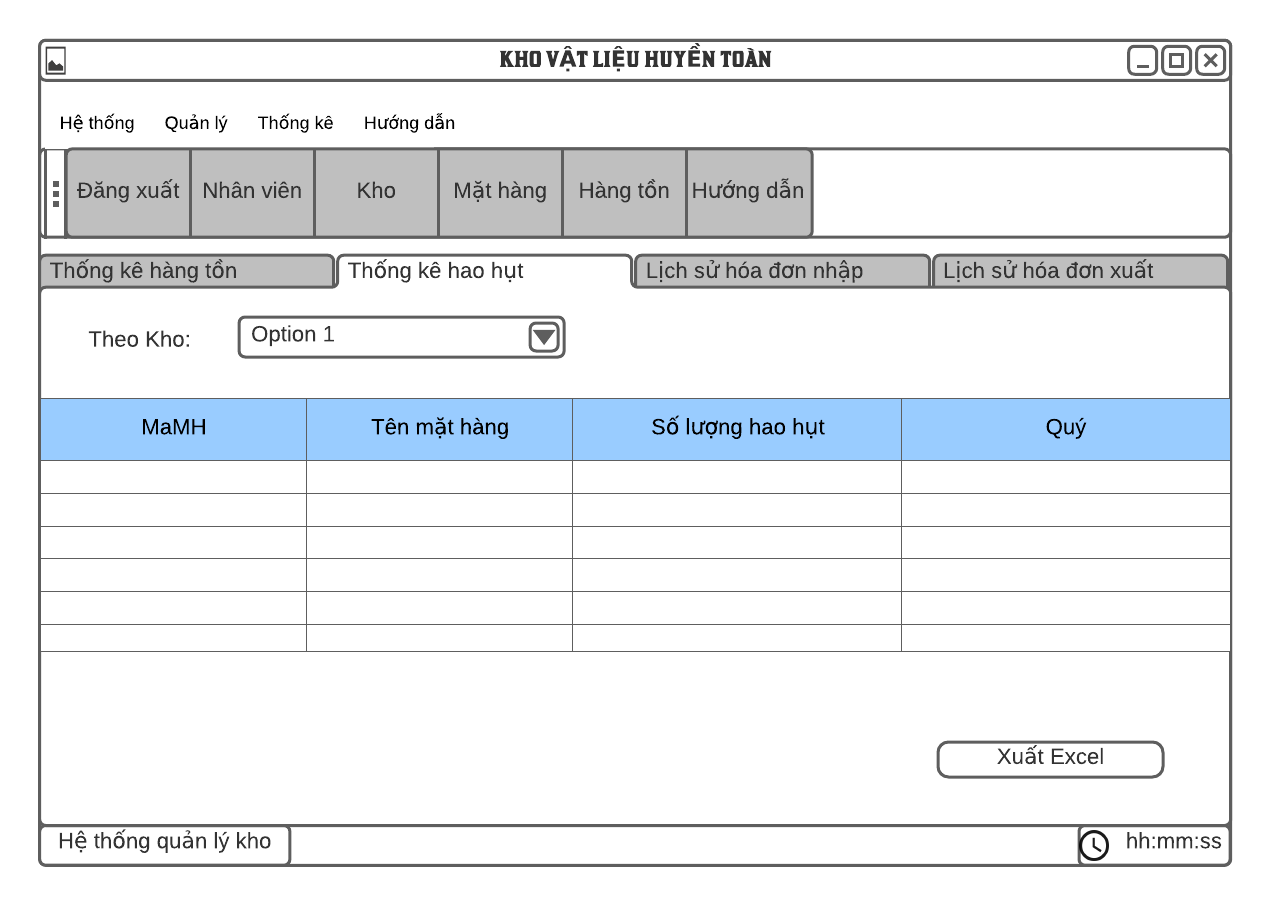 KHO VẬT LIỆU HUYỀN TOÀN
Hệ thống Quản lý Thống kê Hướng dẫn
Đăng xuất Nhân viên Kho Mặt hàng Hàng tồn Hướng dẫn
Thống kê hàng tồn Thống kê hao hụt Lịch sử hóa đơn nhập Lịch sử hóa đơn xuất
Theo Kho: Option 1
MaMH Tên mặt hàng Số lượng hao hụt Quý
Xuất Excel
Hệ thống quản lý kho hh:mm:ss